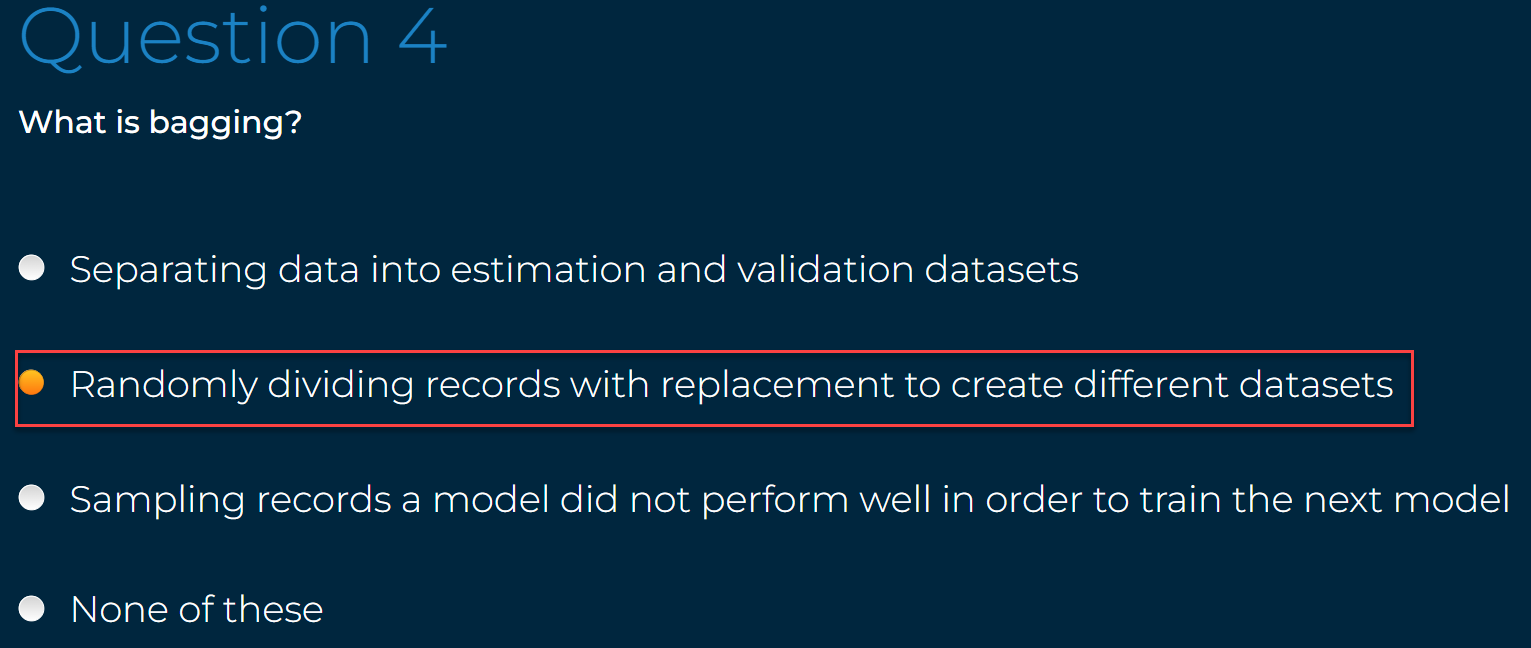 Question 4
What is bagging?
Separating data into estimation and validation datasets
Randomly dividing records with replacement to create different datasets
Sampling records a model did not perform well in order to train the next model
None of these